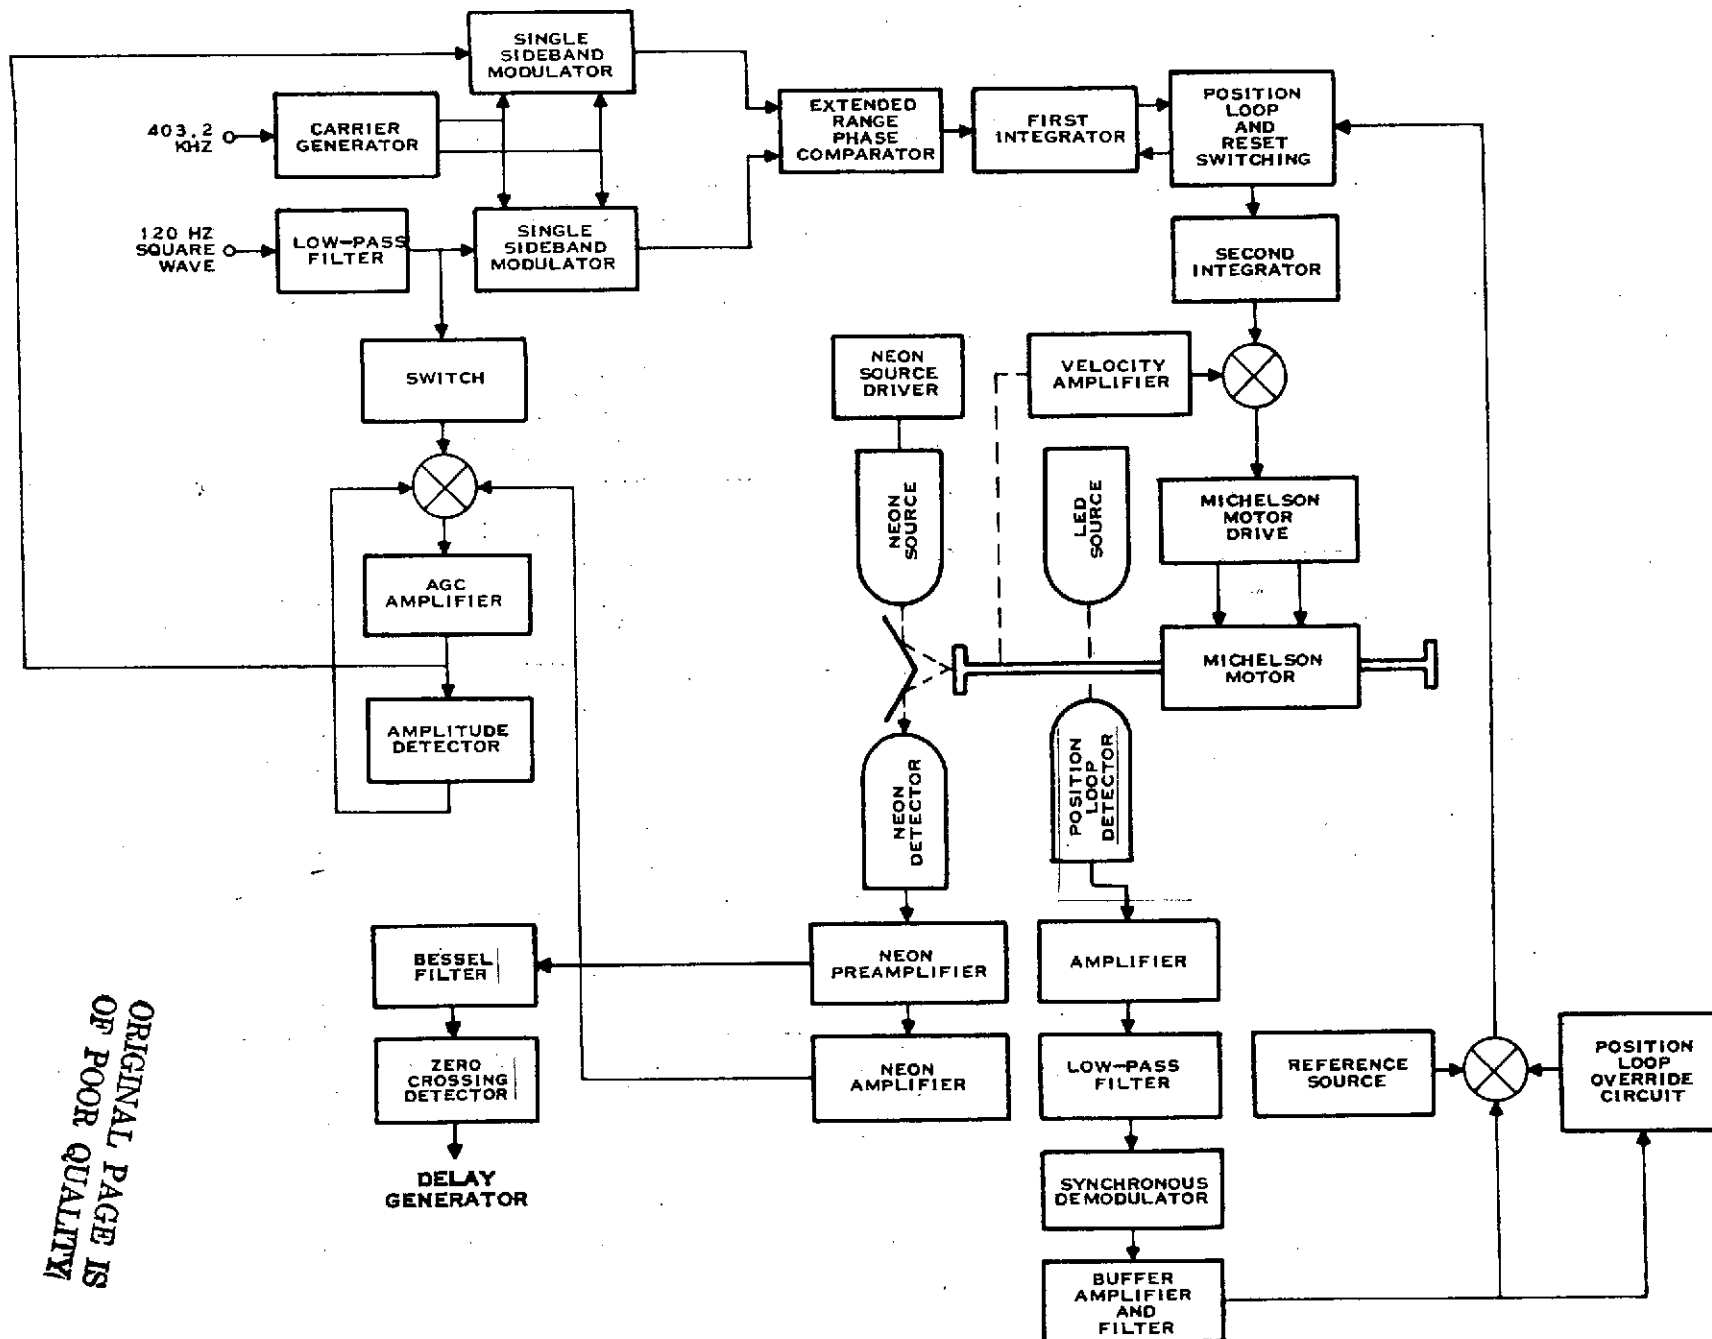 SINGLE
SIDEBAND
MODULATOR
403.2
KHZ
CARRIER
GENERATOR
EXTENDED
RANGE
PHASE
COMPARATOR
FIRST
INTEGRATOR
POSITION
LOOP
AND
RESET
SWITCHING
120 HZ
SQUARE
WAVE
LOW-PASS
FILTER
SINGLE
SIDEBAND
MODULATOR
SECOND
INTEGRATOR
SWITCH
NEON
SOURCE
DRIVER
VELOCITY
AMPLIFIER
NEON
SOURCE
LED
SOURCE
MICHELSON
MOTOR
DRIVE
AGC
AMPLIFIER
MICHELSON
MOTOR
AMPLITUDE
DETECTOR
NEON
DETECTOR
POSITION
LOOP
DETECTOR
BESSEL
FILTER
NEON
PREAMPLIFIER
AMPLIFIER
ZERO
CROSSING
DETECTOR
NEON
AMPLIFIER
LOW-PASS
FILTER
REFERENCE
SOURCE
POSITION
LOOP
OVERRIDE
CIRCUIT
DELAY
GENERATOR
SYNCHRONOUS
DEMODULATOR
BUFFER
AMPLIFIER
AND
FILTER
ORIGINAL PAGE IS
OF POOR QUALITY